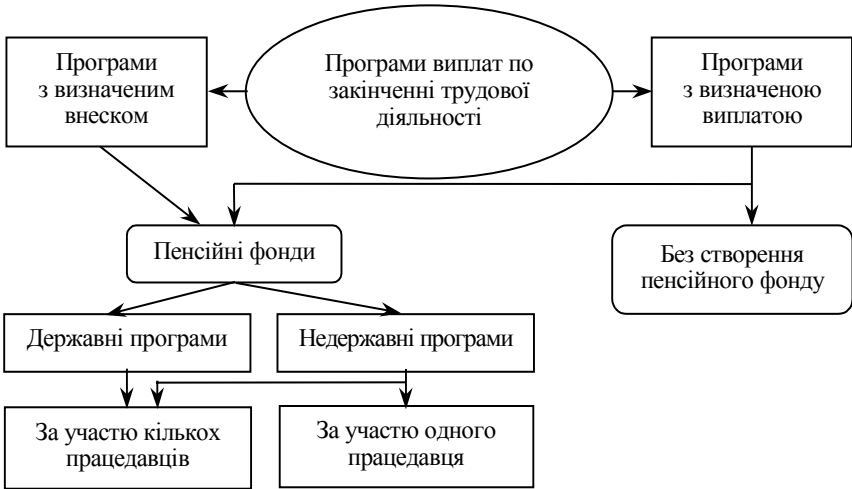 Програми
з визначеним
внеском
Програми виплат по
закінченні трудової
діяльності
Програми
з визначеною
виплатою
Пенсійні фонди
Без створення
пенсійного фонду
Державні програми
Недержавні програми
За участю кількох
працедавців
За участю одного
працедавця